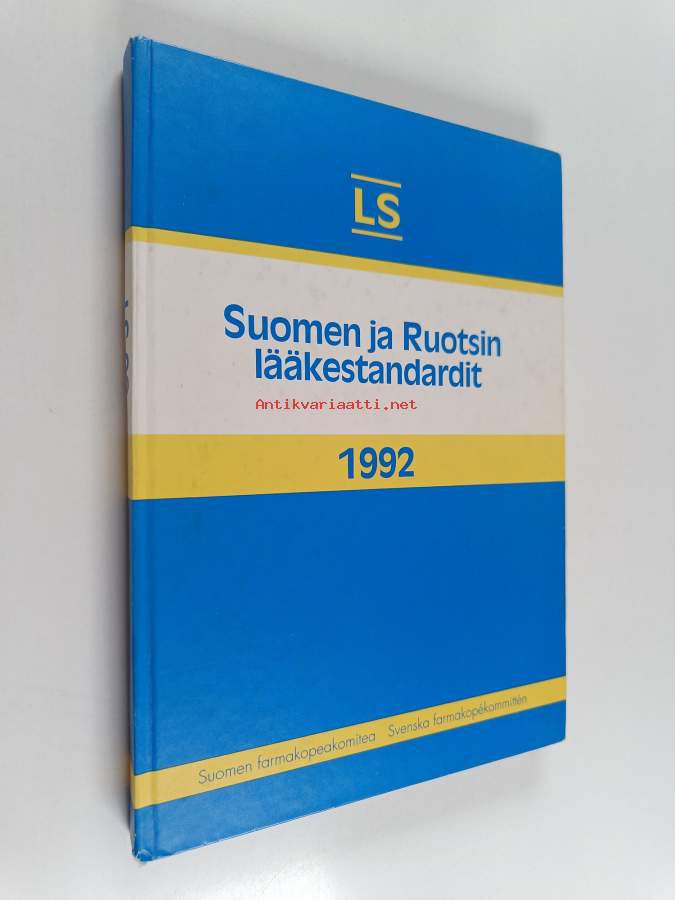 LS
Suomen ja Ruotsin
lääkestandardit
Antikvariaatti.net
1992
Suomen farmakopeakomitea Svenska farmakopékommittén